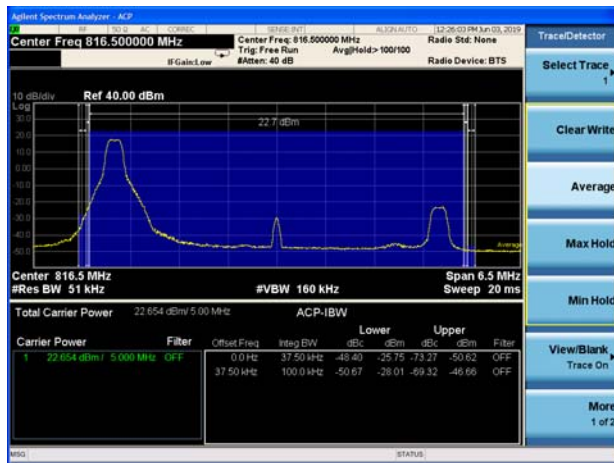 Agilent Spectrum Analyzer - ACP
RF 50 Ω AC CORREC SENSE:INT ALIGN AUTO 12:26:03 PM Jun 03, 2019
Center Freq 816.500000 MHz
Center Freq: 816.500000 MHz
Radio Std: None
Trig: Free Run Avg|Hold:> 100/100
IFGain:Low #Atten: 40 dB Radio Device: BTS
10 dB/div Ref 40.00 dBm
Log
30.0
20.0
10.0
0.00
-10.0
-20.0
-30.0
-40.0
-50.0
22.7 dBm
Average
Center 816.5 MHz Span 6.5 MHz
#Res BW 51 kHz #VBW 160 kHz Sweep 20 ms
Total Carrier Power 22.654 dBm/ 5.00 MHz ACP-IBW
Lower Upper
Carrier Power Filter Offset Freq Integ BW dBc dBm dBc dBm Filter
1 22.654 dBm / 5.000 MHz OFF 0.0 Hz 37.50 kHz -48.40 -25.75 -73.27 -50.62 OFF
37.50 kHz 100.0 kHz -50.67 -28.01 -69.32 -46.66 OFF
MSG STATUS
Trace/Detector
Select Trace
1
Clear Write
Average
Max Hold
Min Hold
View/Blank
Trace On
More
1 of 2